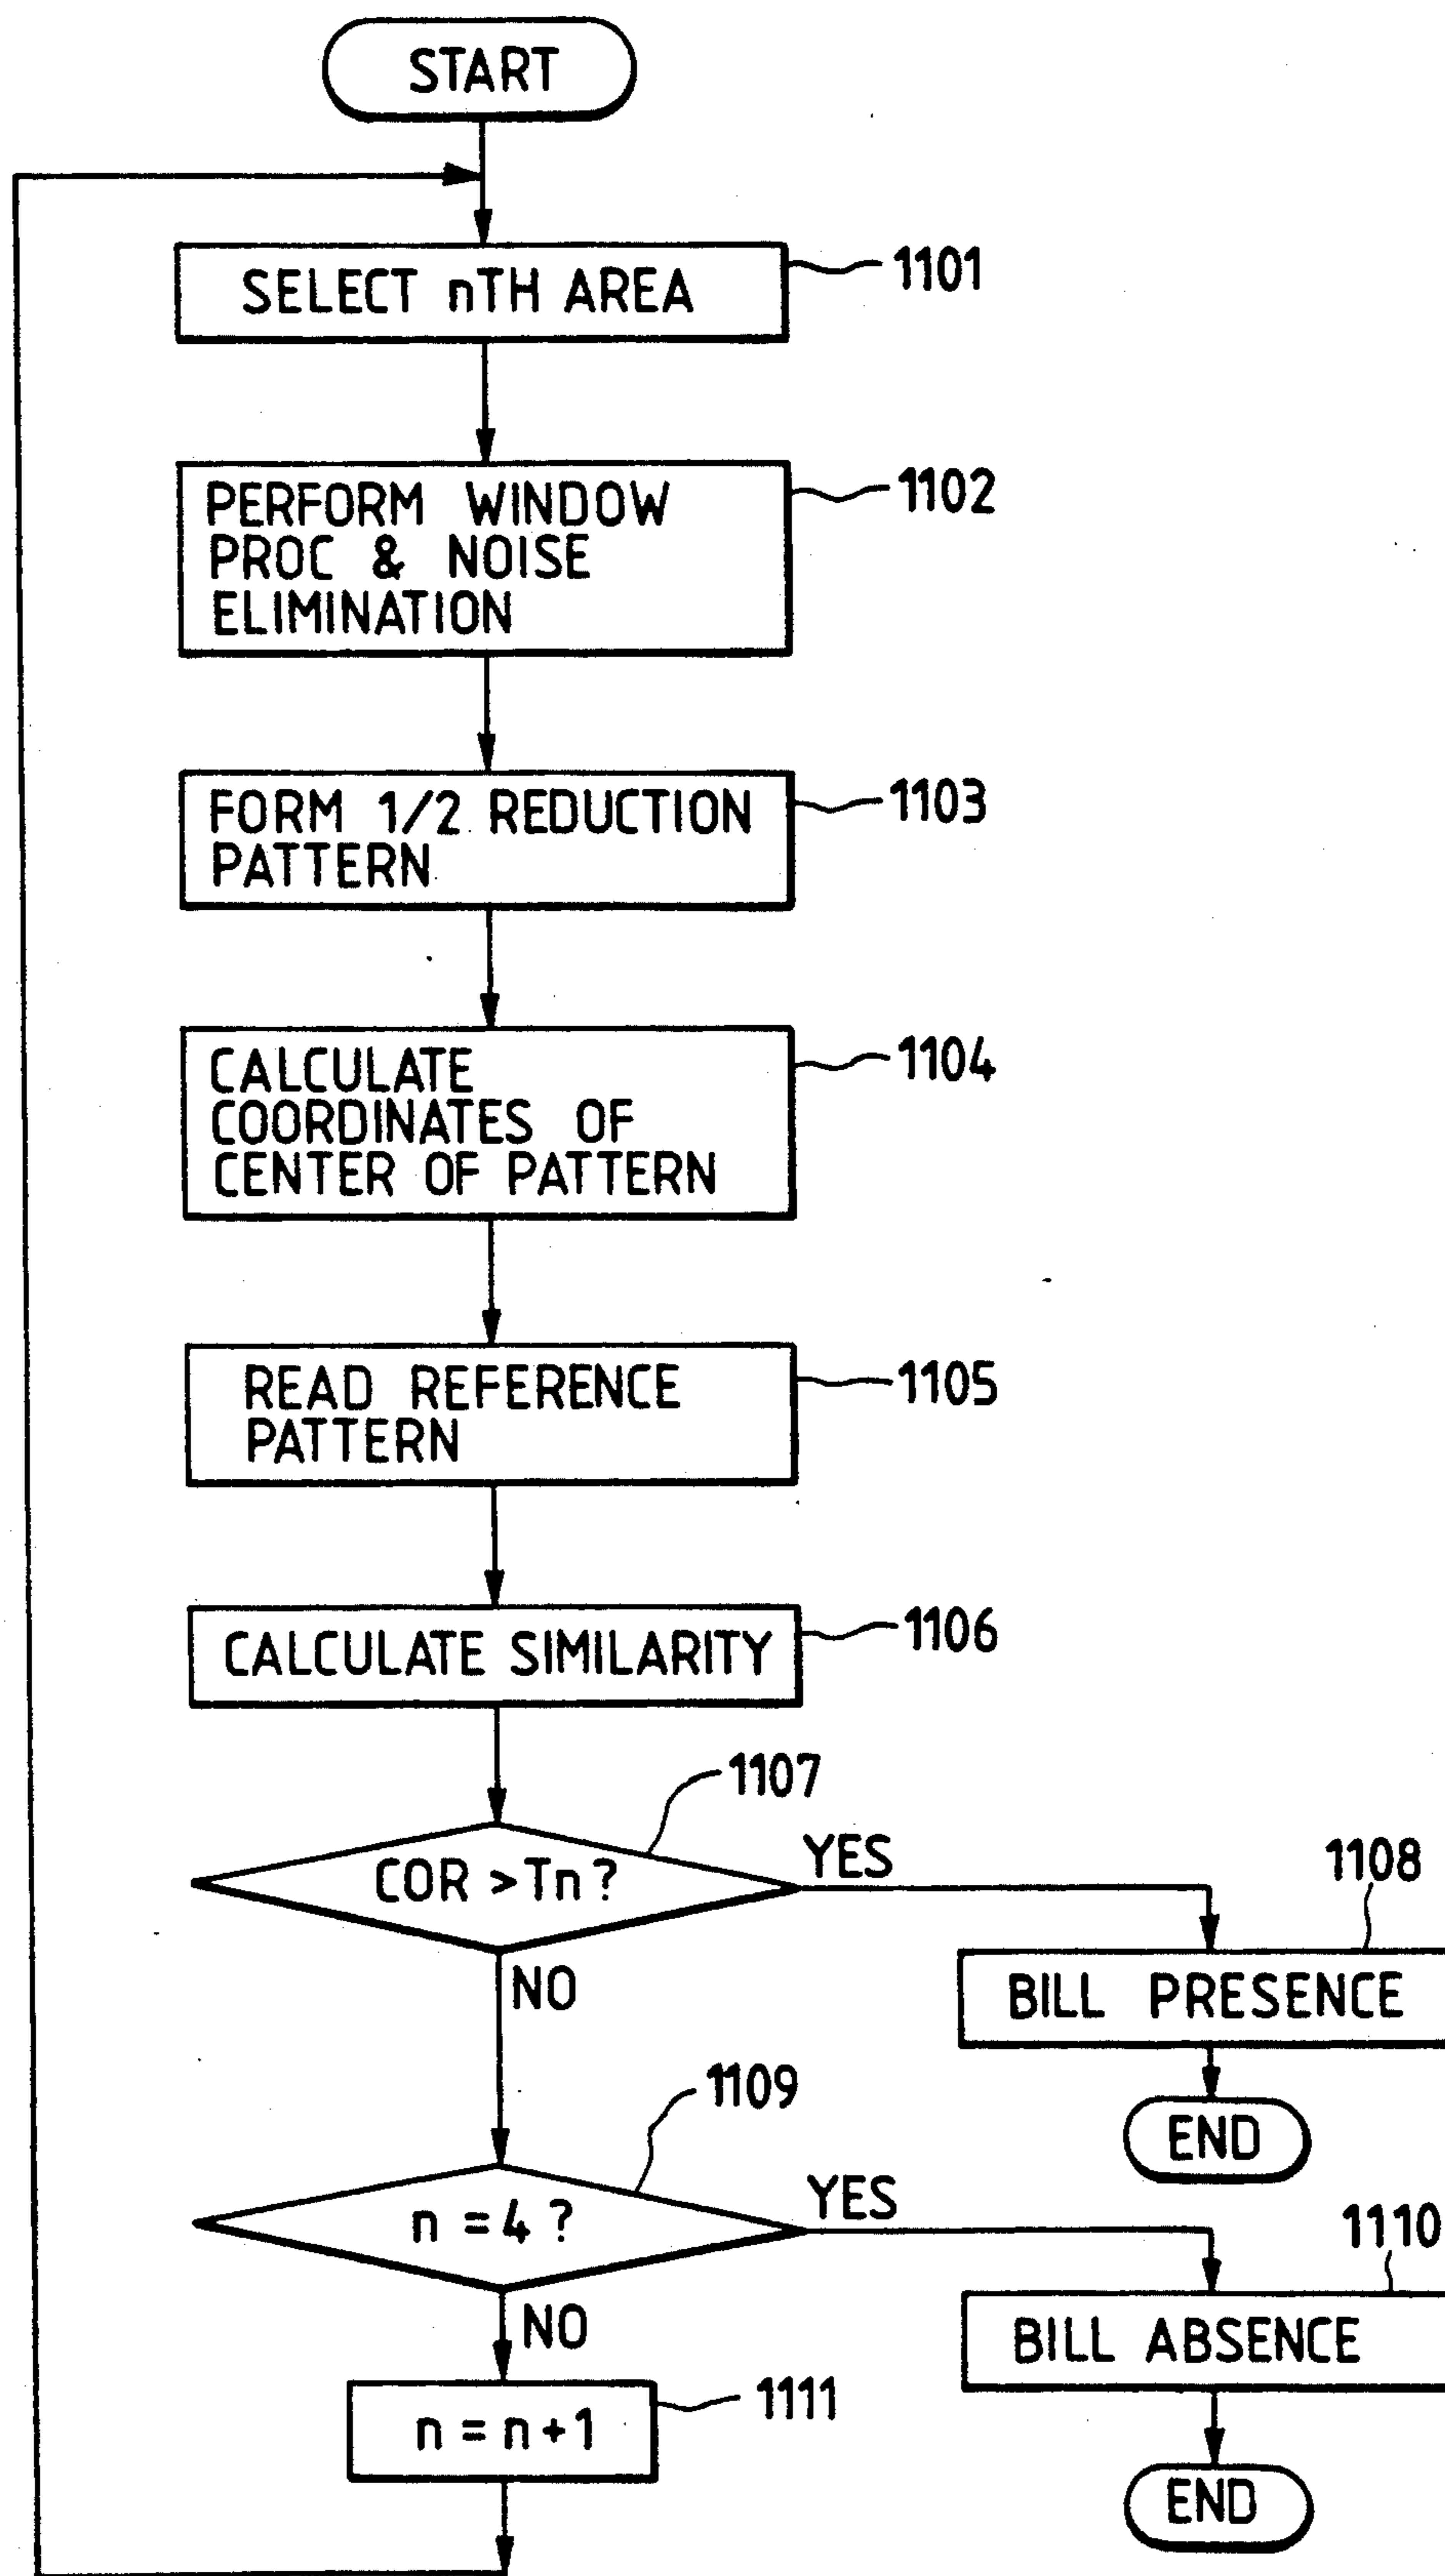 START
SELECT nTH AREA
1101
PERFORM WINDOW
PROC & NOISE
ELIMINATION
1102
FORM 1/2 REDUCTION
PATTERN
1103
CALCULATE
COORDINATES OF
CENTER OF PATTERN
1104
READ REFERENCE
PATTERN
1105
CALCULATE SIMILARITY
1106
1107
COR >Tn ?
YES
NO
1108
BILL PRESENCE
END
1109
n = 4 ?
YES
NO
1110
BILL ABSENCE
END
n = n+1
1111